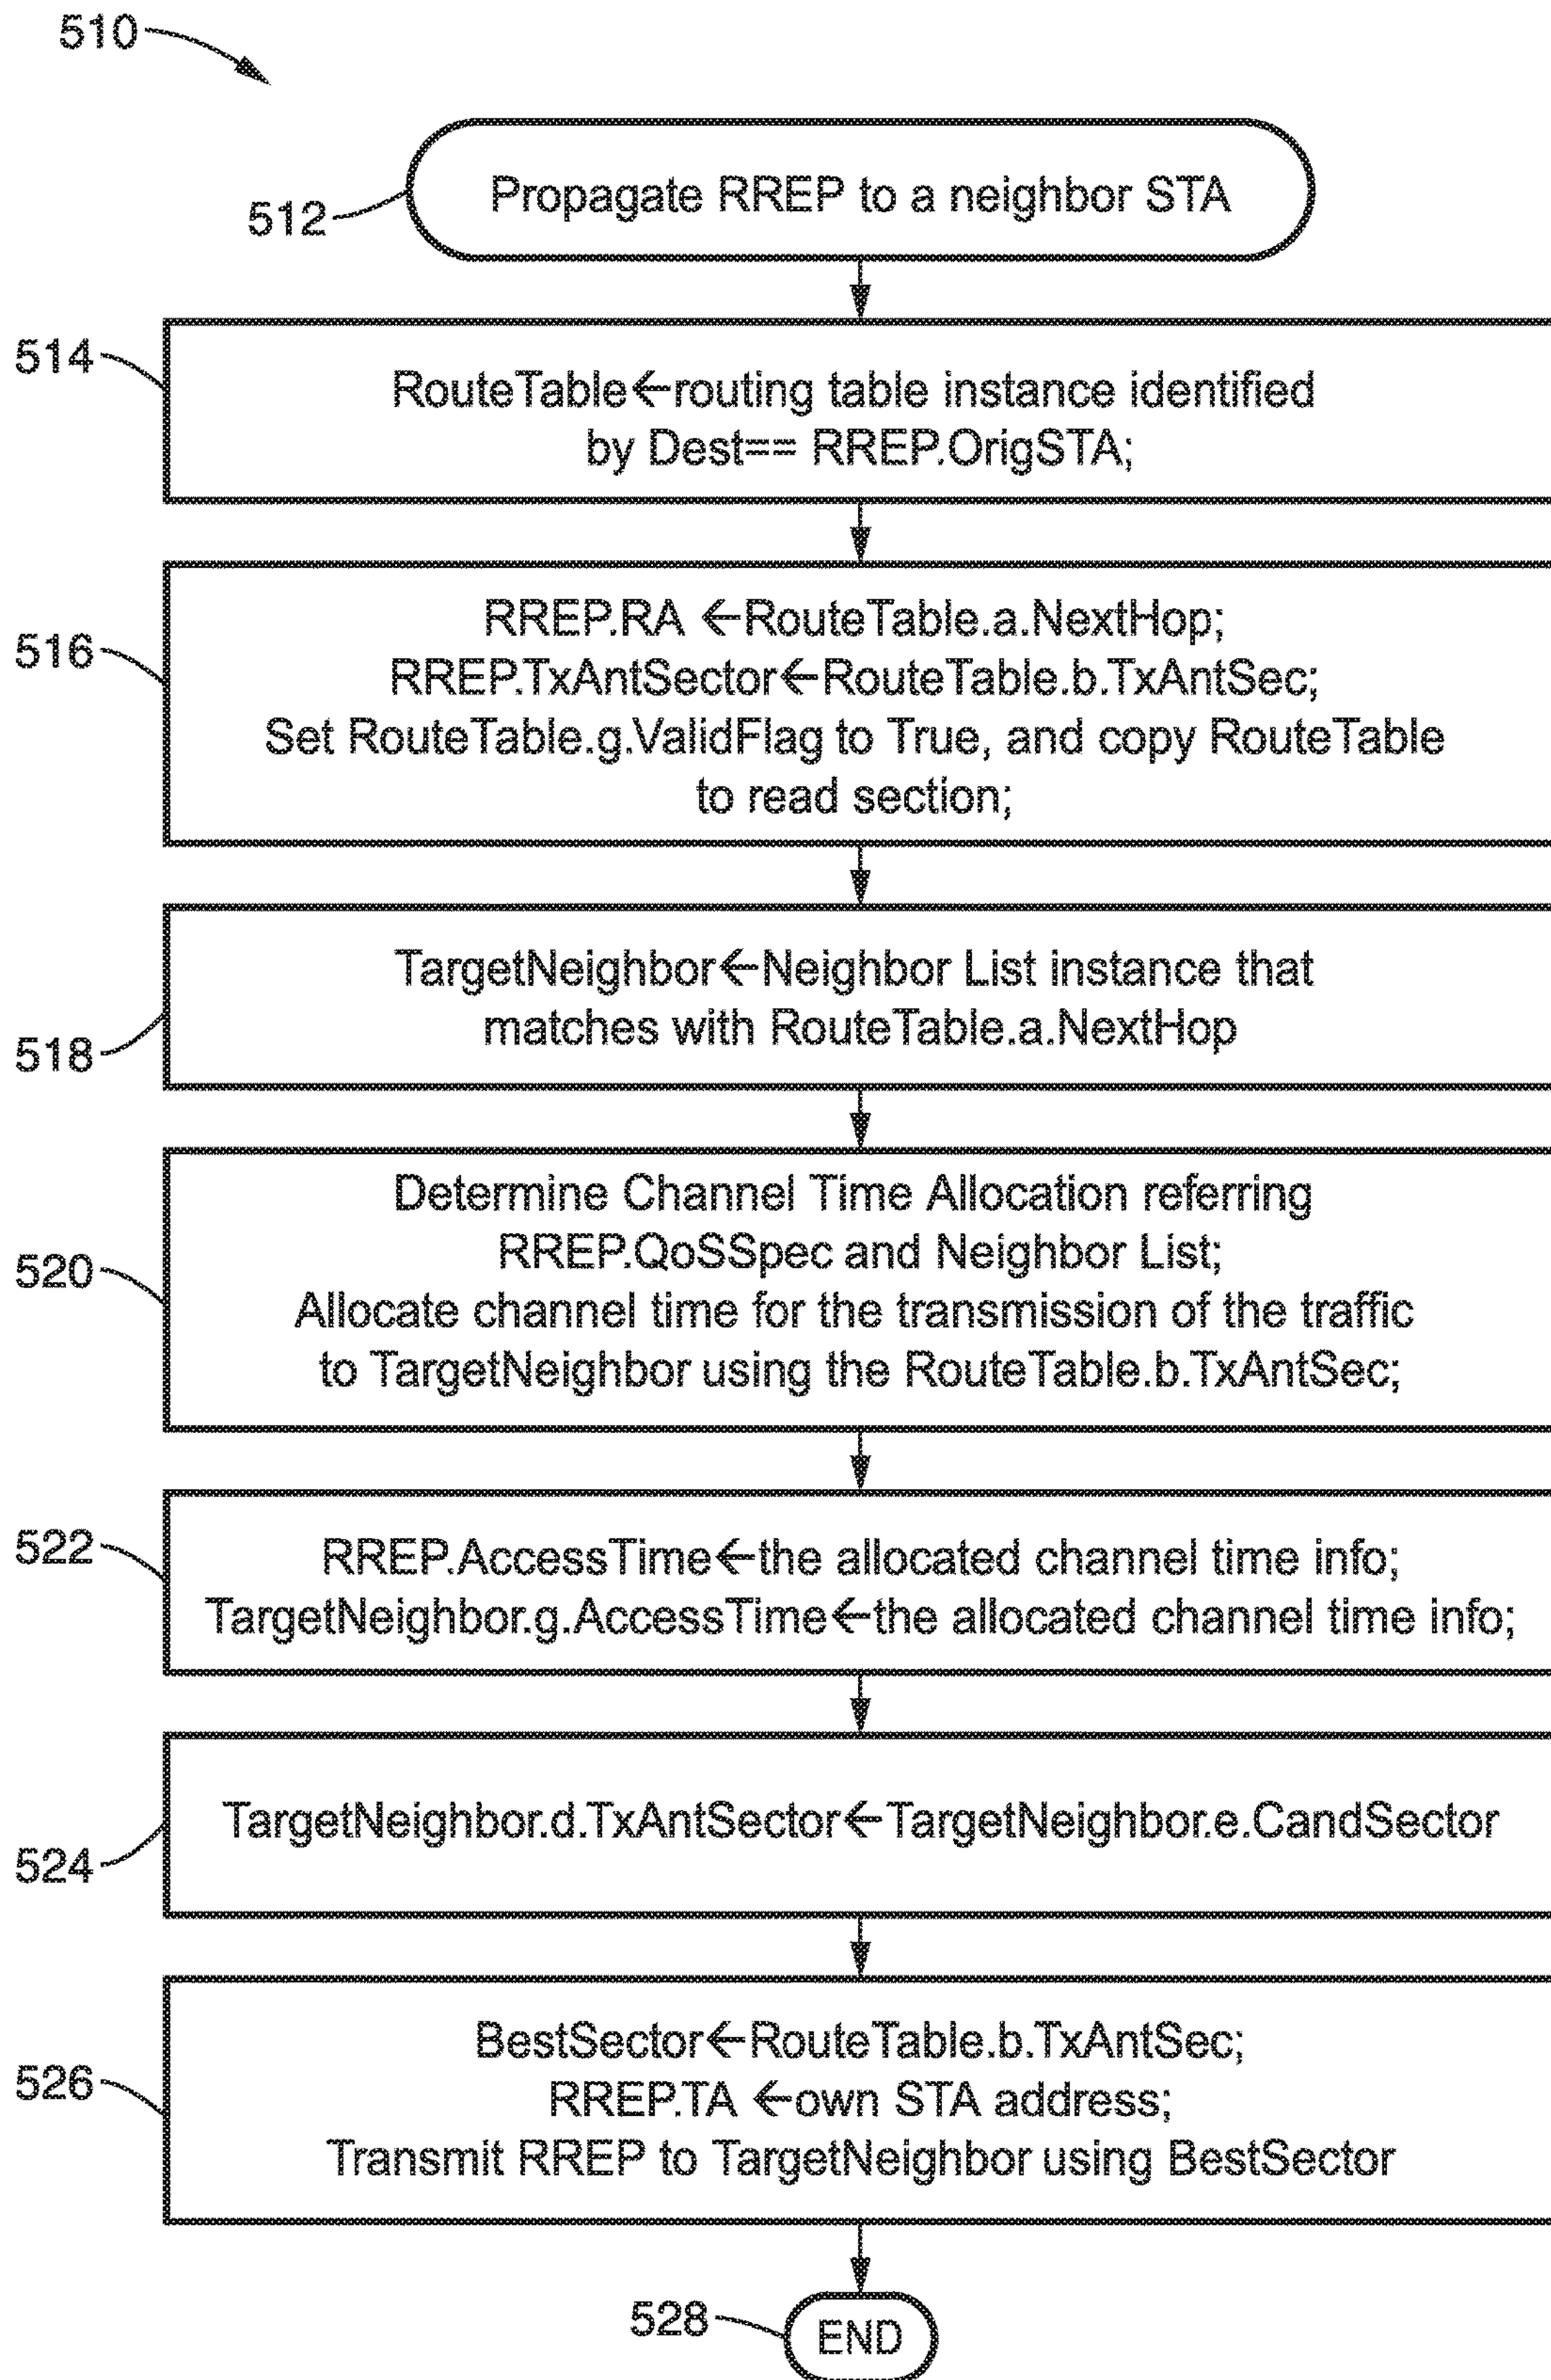 510
512
Propagate RREP to a neighbor STA
514
RouteTable←routing table instance identified
by Dest== RREP.OrigSTA;
516
RREP.RA ←RouteTable.a.NextHop;
RREP.TxAntSector←RouteTable.b.TxAntSec;
Set RouteTable.g.ValidFlag to True, and copy RouteTable
to read section;
518
TargetNeighbor←Neighbor List instance that
matches with RouteTable.a.NextHop
520
Determine Channel Time Allocation referring
RREP.QoSSpec and Neighbor List;
Allocate channel time for the transmission of the traffic
to TargetNeighbor using the RouteTable.b.TxAntSec;
522
RREP.AccessTime←the allocated channel time info;
TargetNeighbor.g.AccessTime←the allocated channel time info;
524
TargetNeighbor.d.TxAntSector←TargetNeighbor.e.CandSector
526
BestSector←RouteTable.b.TxAntSec;
RREP.TA ←own STA address;
Transmit RREP to TargetNeighbor using BestSector
528
END